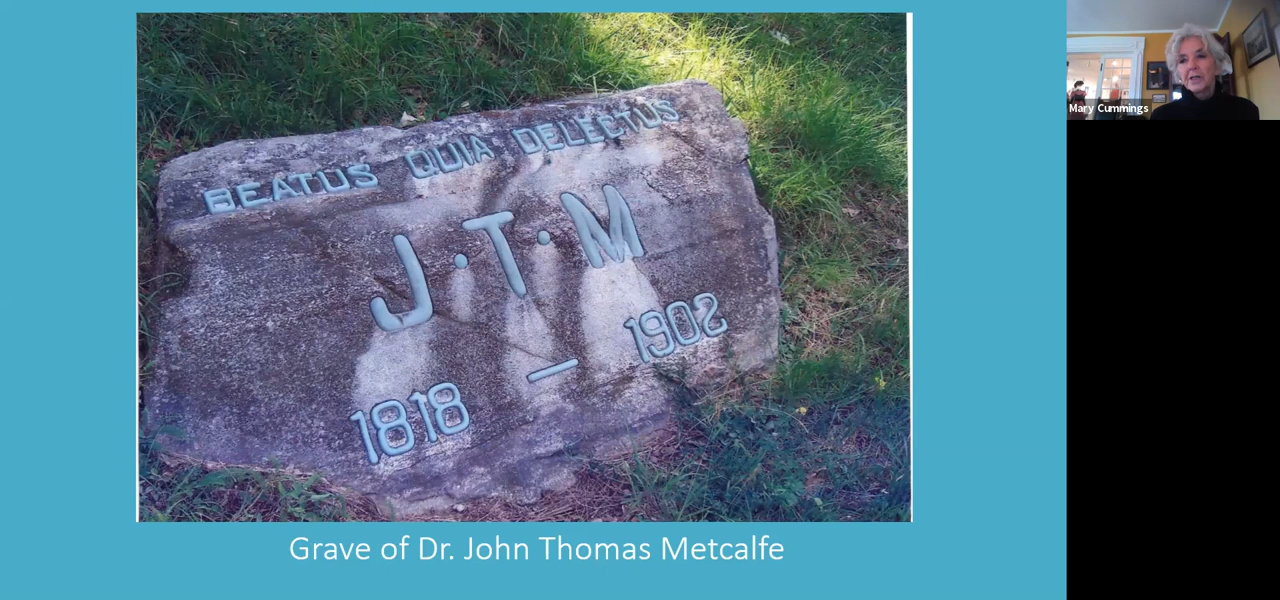 BEATUS QUIA DELECTUS
J·T·M
1818 — 1902
Grave of Dr. John Thomas Metcalfe
Mary Cummings